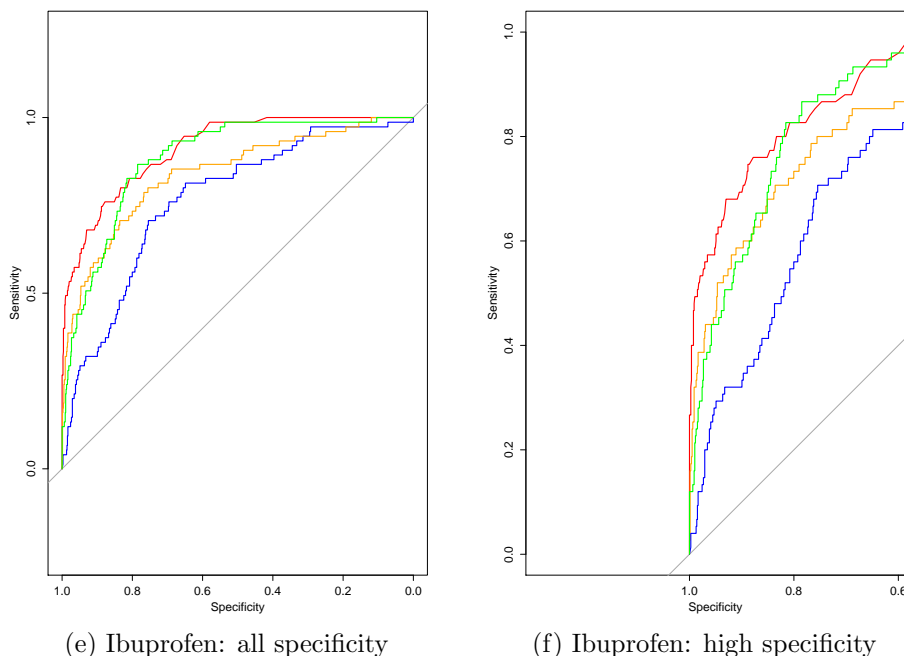 1.0
0.5
0.0
Sensitivity
1.0 0.8 0.6 0.4 0.2 0.0
Specificity
(e) Ibuprofen: all specificity
1.0
0.8
0.6
0.4
0.2
0.0
Sensitivity
1.0 0.8 0.6
Specificity
(f) Ibuprofen: high specificity